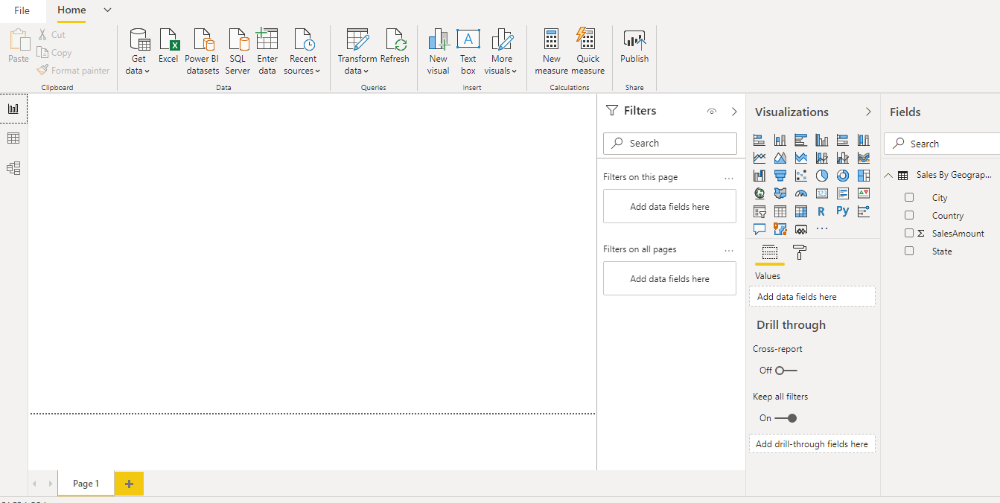 File
Home
Paste
Cut
Copy
Format painter
Clipboard
Get
data
Excel
Power BI
datasets
SQL
Server
Enter
data
Recent
sources
Data
Transform
data
Refresh
Queries
New
visual
A
Text
box
More
visuals
Insert
New
measure
Quick
measure
Calculations
Publish
Share
Filters
Search
Filters on this page
...
Add data fields here
Filters on all pages
...
Add data fields here
Visualizations
123
R
Py
...
Values
Add data fields here
Drill through
Cross-report
Off
Keep all filters
On
Add drill-through fields here
Fields
Search
Sales By Geograp...
City
Country
Σ SalesAmount
State
Page 1
+